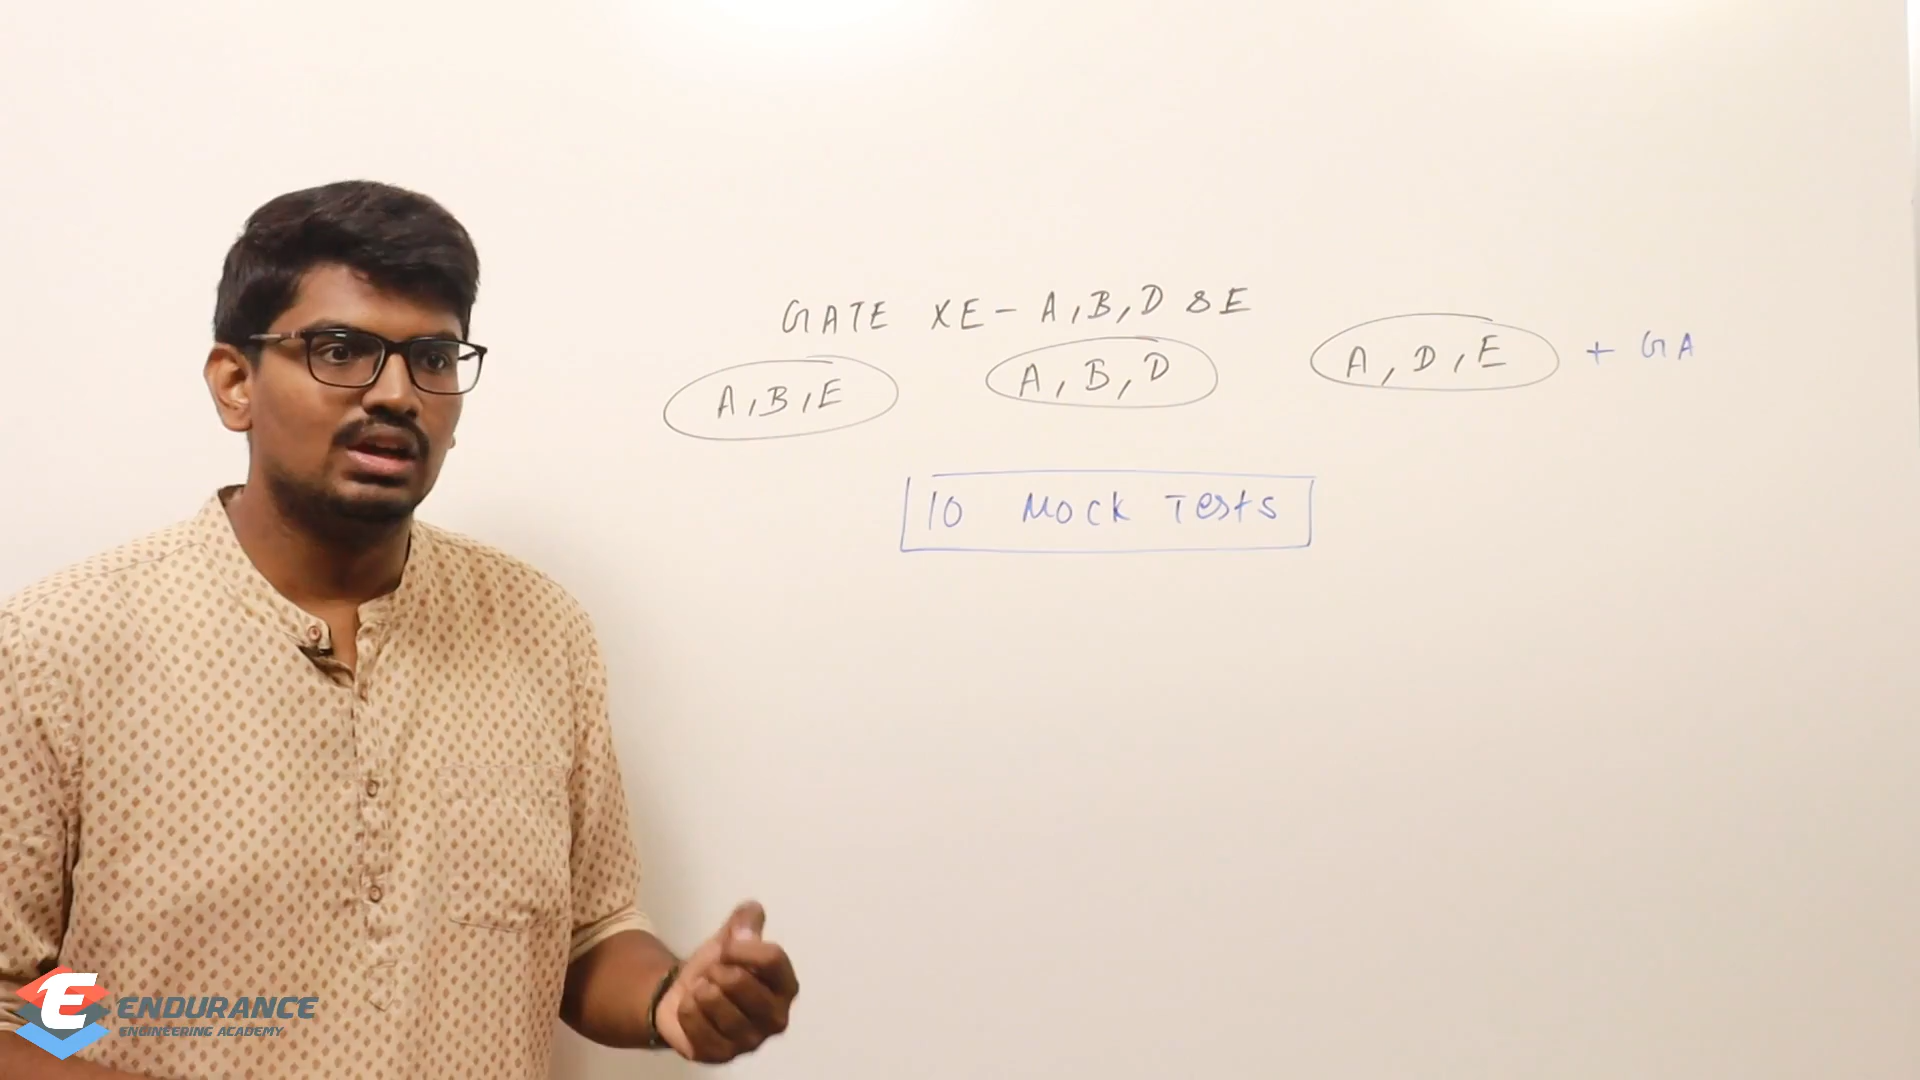 GATE XE - A, B, D & E
A, B, E A, B, D A, D, E + GA
10 Mock Tests
ENDURANCE
ENGINEERING ACADEMY